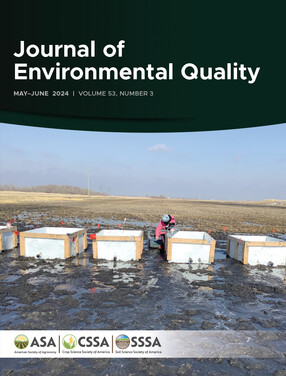 Journal of
Environmental Quality
MAY–JUNE 2024 | VOLUME 53, NUMBER 3
ASA
American Society of Agronomy
CSSA
Crop Science Society of America
SSSA
Soil Science Society of America